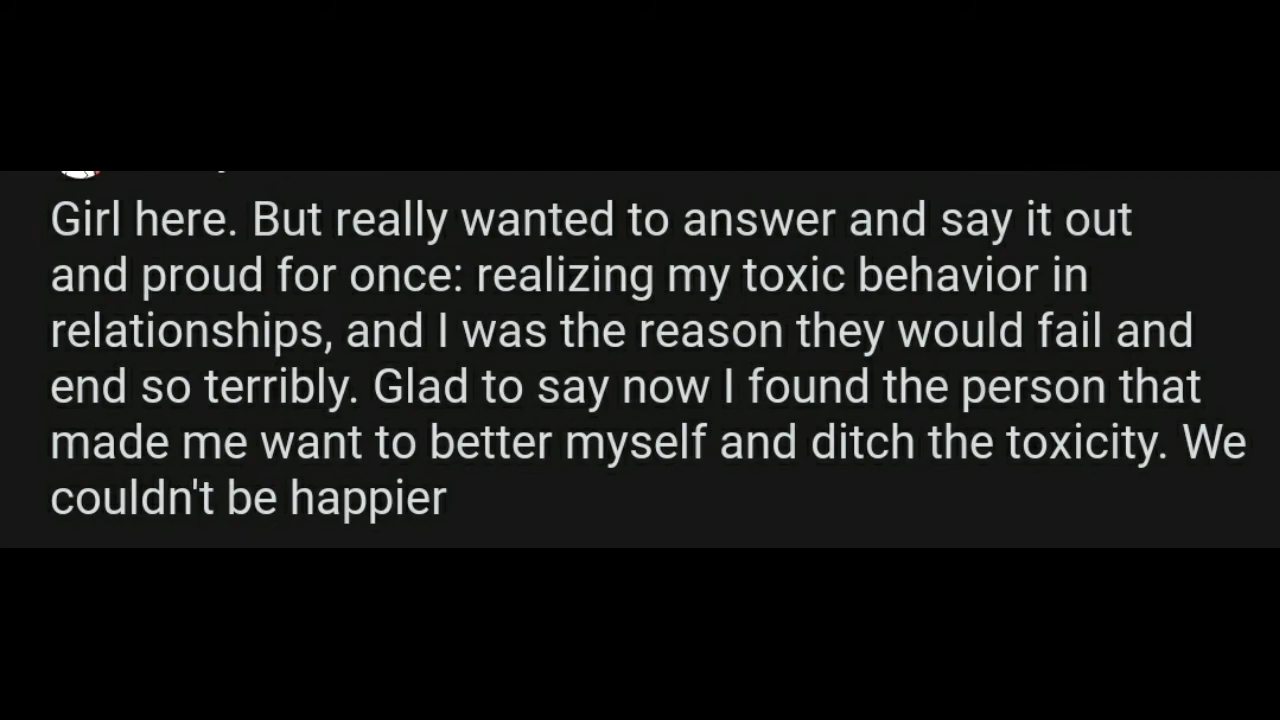 Girl here. But really wanted to answer and say it out
and proud for once: realizing my toxic behavior in
relationships, and I was the reason they would fail and
end so terribly. Glad to say now I found the person that
made me want to better myself and ditch the toxicity. We
couldn't be happier